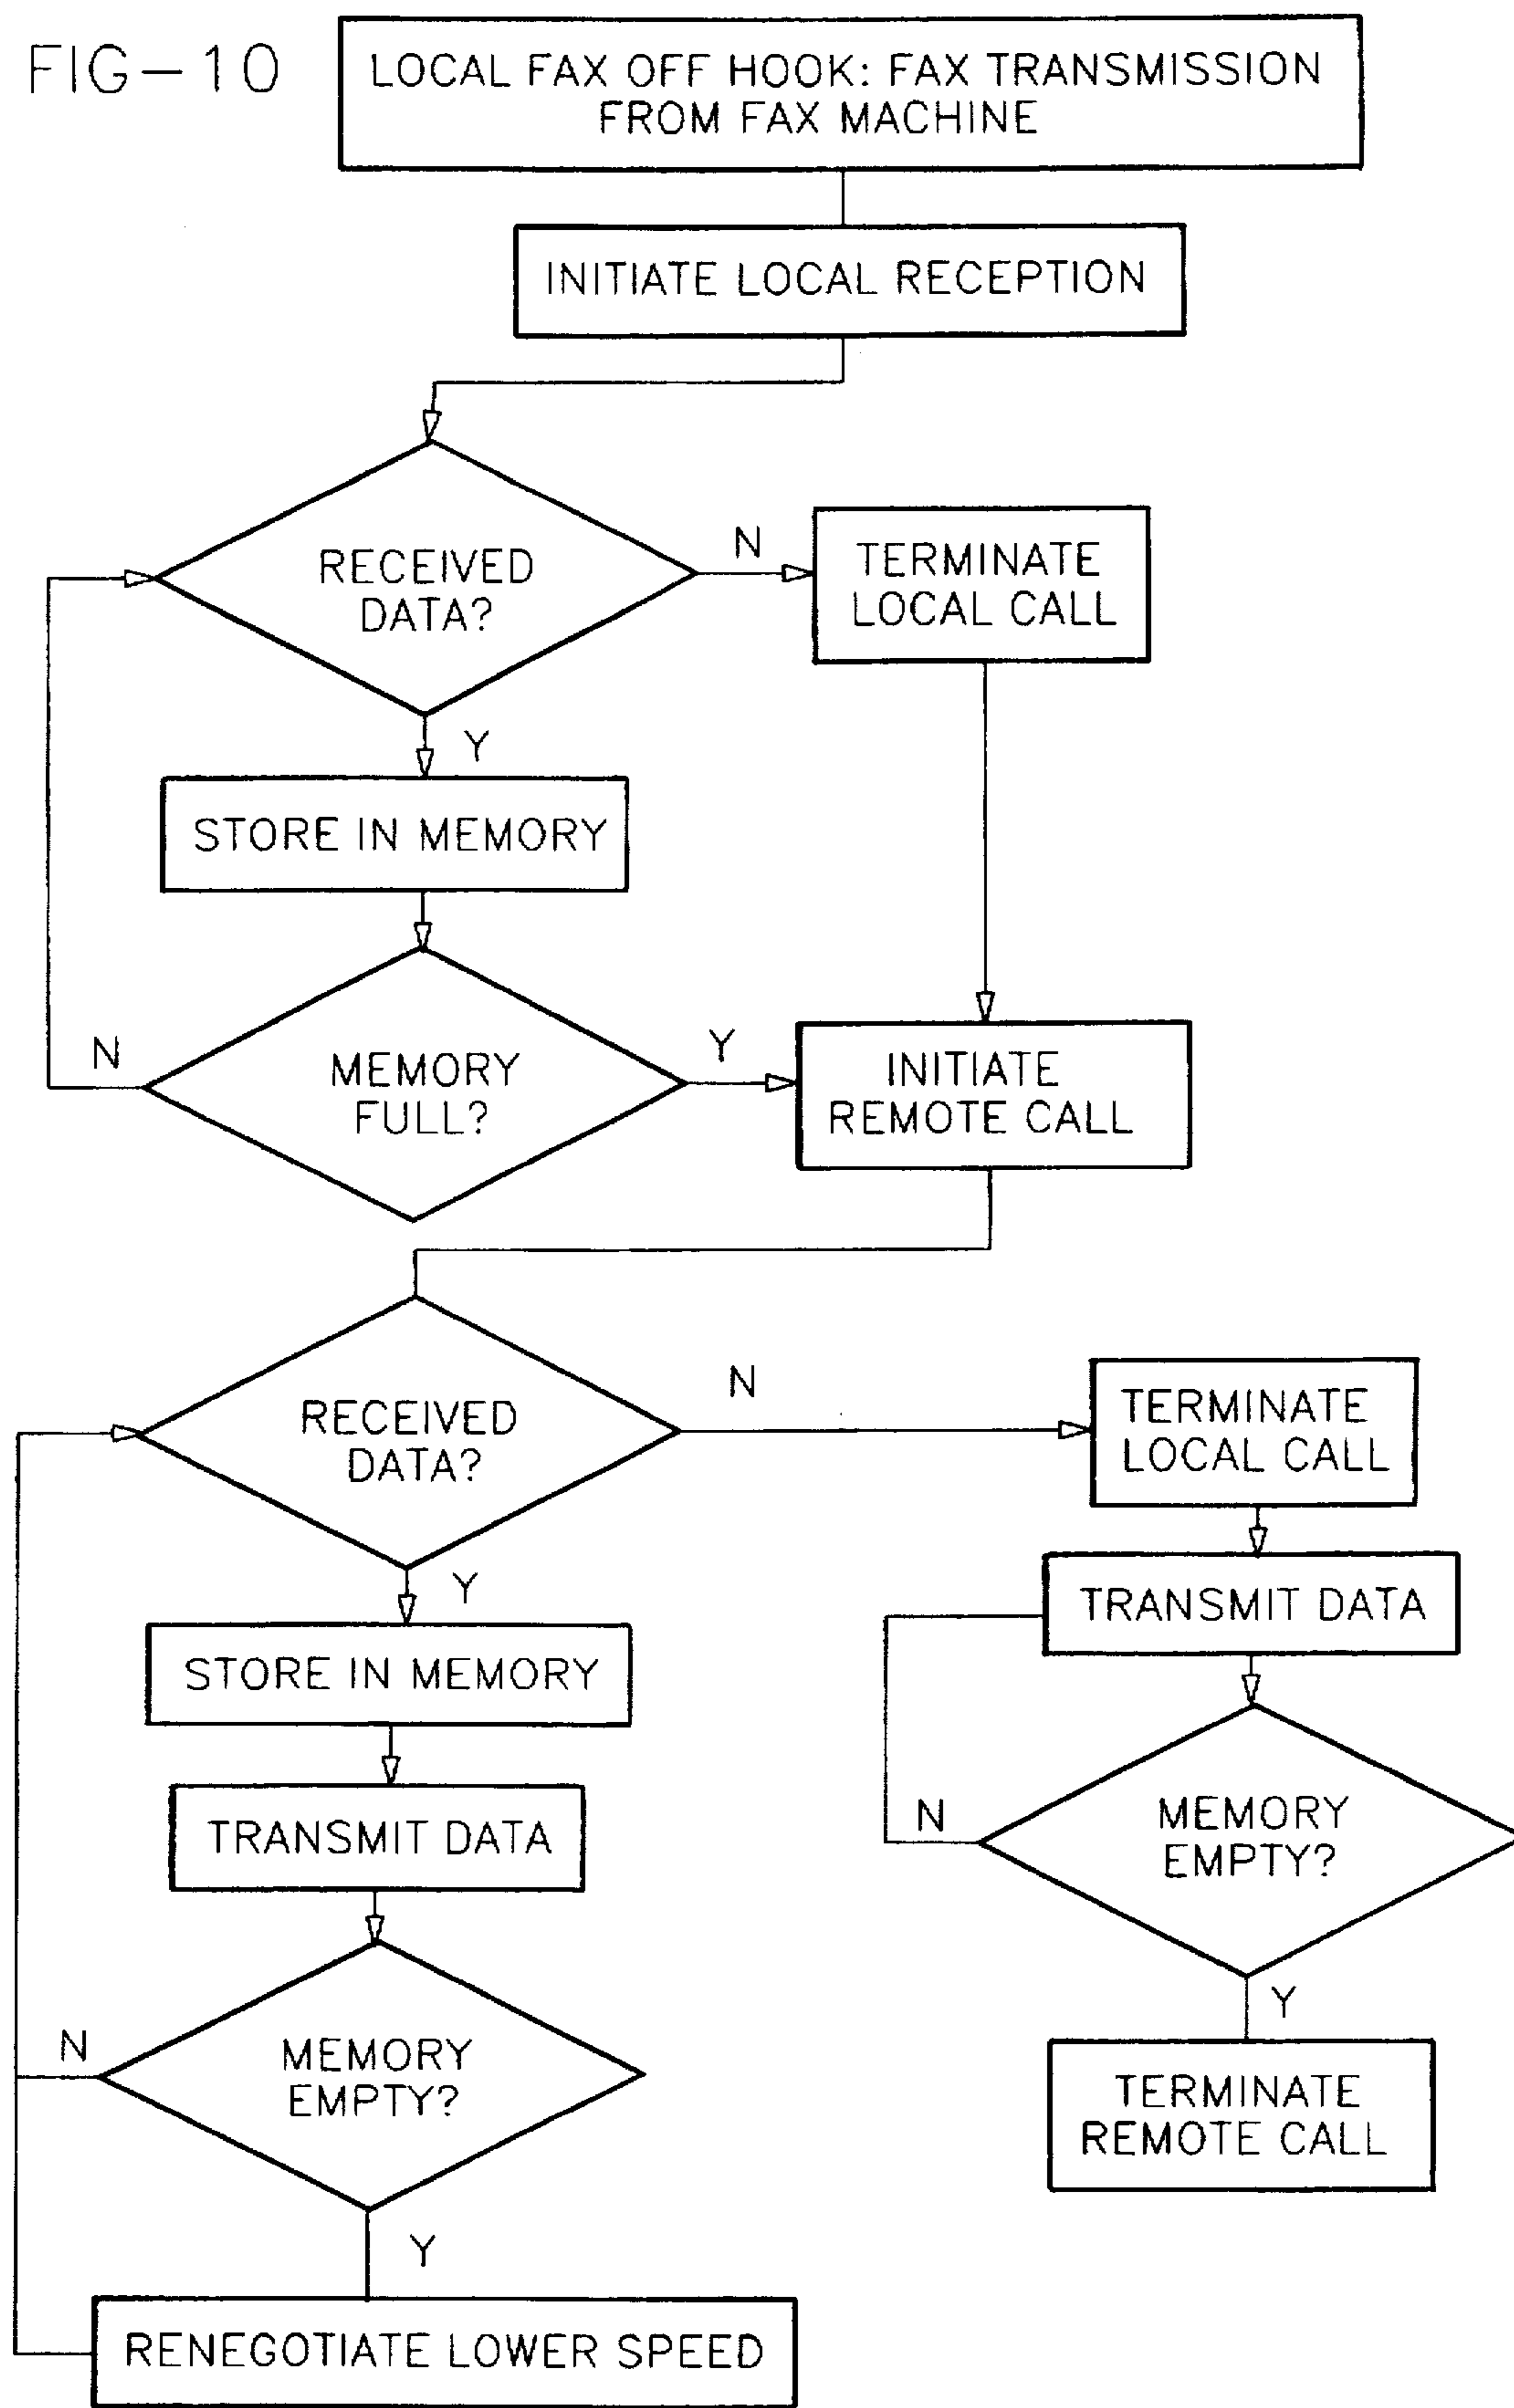 FIG-10
LOCAL FAX OFF HOOK: FAX TRANSMISSION
FROM FAX MACHINE
INITIATE LOCAL RECEPTION
RECEIVED
DATA?
N
TERMINATE
LOCAL CALL
Y
STORE IN MEMORY
N
MEMORY
FULL?
Y
INITIATE
REMOTE CALL
RECEIVED
DATA?
N
TERMINATE
LOCAL CALL
Y
STORE IN MEMORY
TRANSMIT DATA
TRANSMIT DATA
N
MEMORY
EMPTY?
N
MEMORY
EMPTY?
Y
TERMINATE
REMOTE CALL
Y
RENEGOTIATE LOWER SPEED